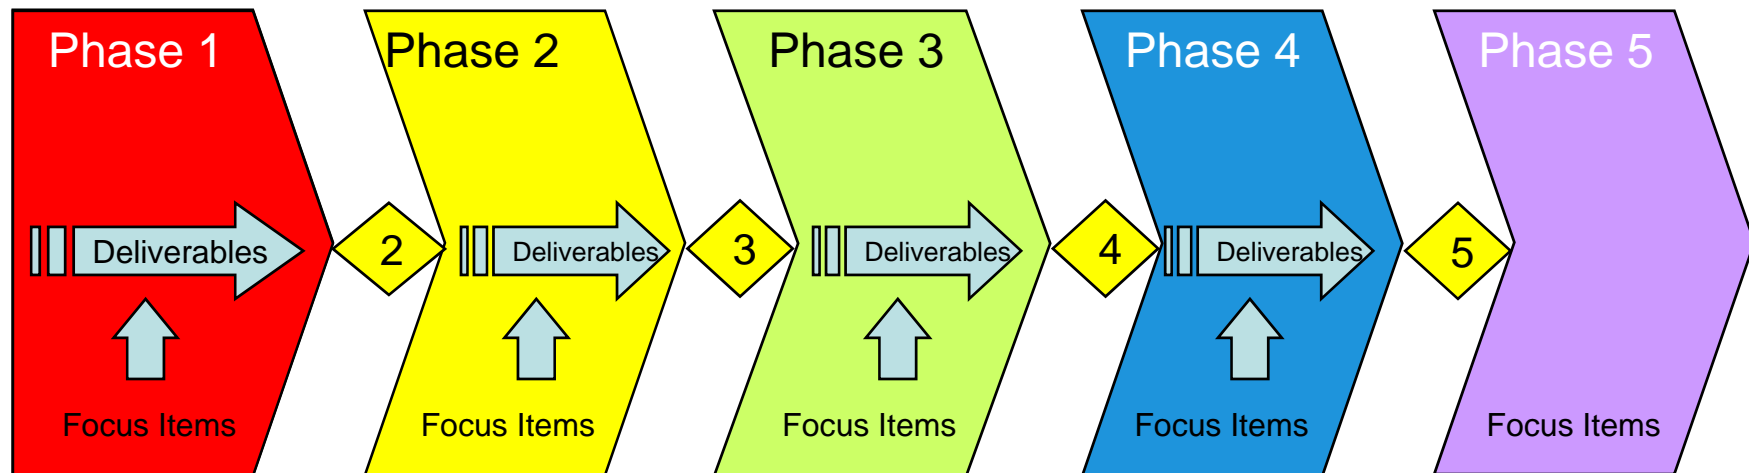 Phase 1
Phase 2
Phase 3
Phase 4
Phase 5
Deliverables
2
Deliverables
3
Deliverables
4
Deliverables
5
Focus Items
Focus Items
Focus Items
Focus Items
Focus Items